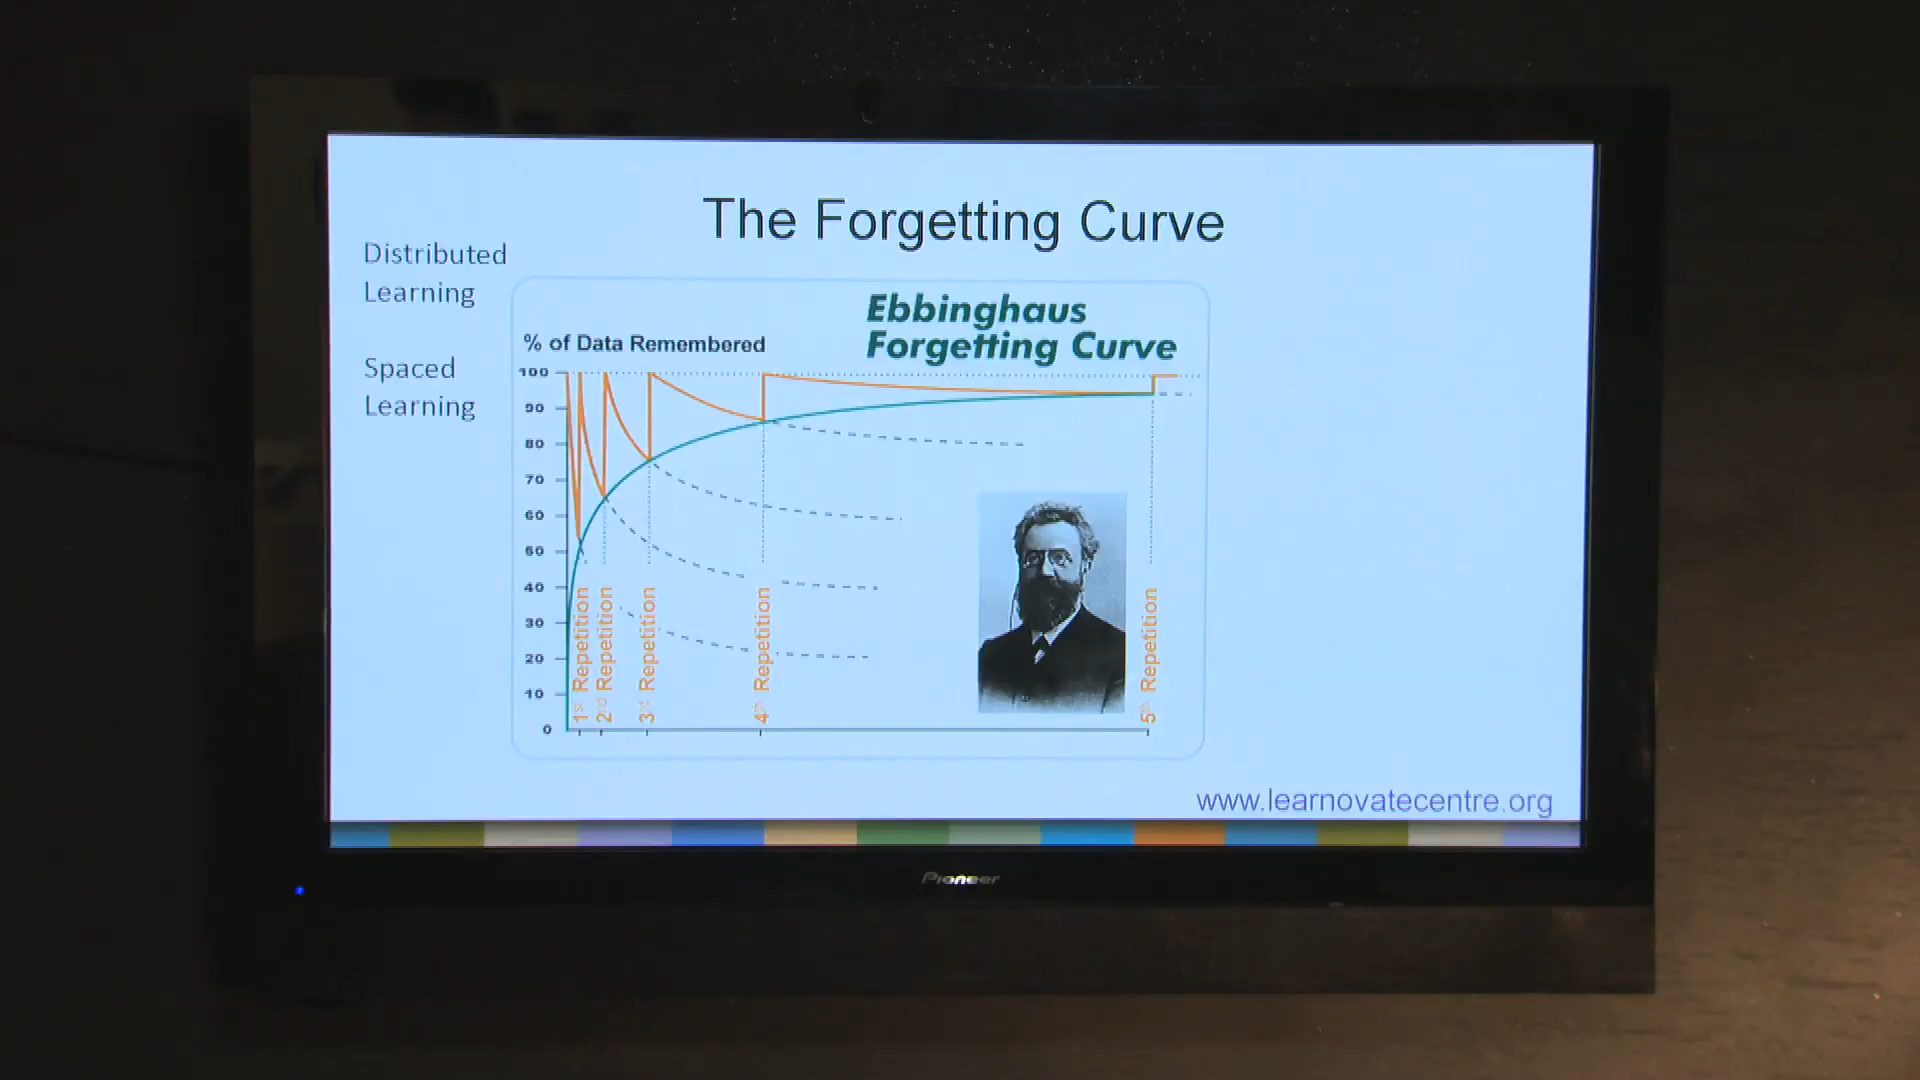 The Forgetting Curve
Distributed
Learning
Spaced
Learning
Ebbinghaus
Forgetting Curve
% of Data Remembered
100
90
80
70
60
50
40
30
20
10
0
1st Repetition
2nd Repetition
3rd Repetition
4th Repetition
5th Repetition
www.learnovatecentre.org
Pioneer